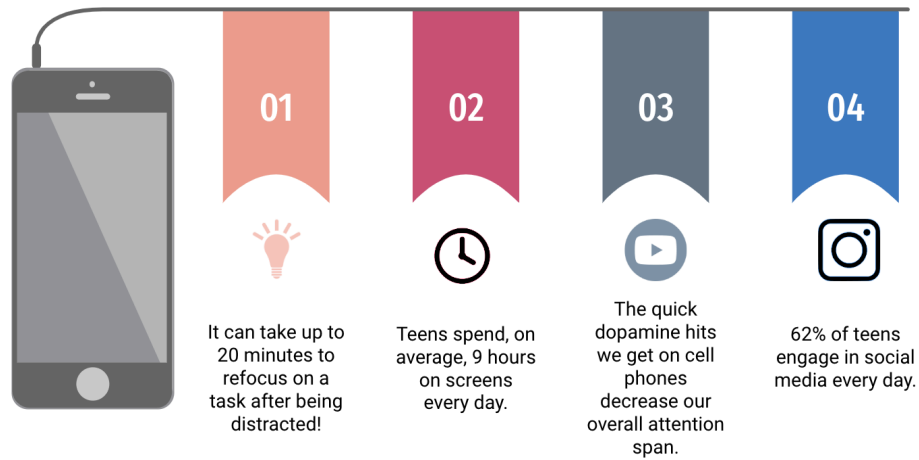 01
02
03
04
It can take up to
20 minutes to
refocus on a
task after being
distracted!
Teens spend, on
average, 9 hours
on screens
every day.
The quick
dopamine hits
we get on cell
phones
decrease our
overall attention
span.
62% of teens
engage in social
media every day.